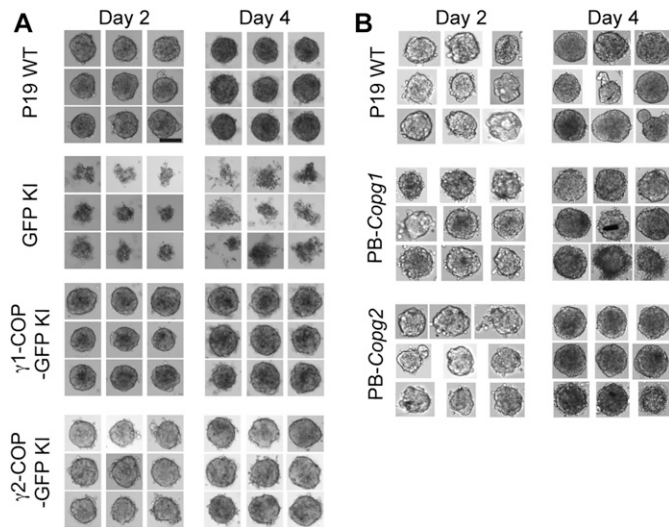 A
Day 2
Day 4
P19 WT
GFP KI
γ1-COP
-GFP KI
γ2-COP
-GFP KI
B
Day 2
Day 4
P19 WT
PB-Copg1
PB-Copg2